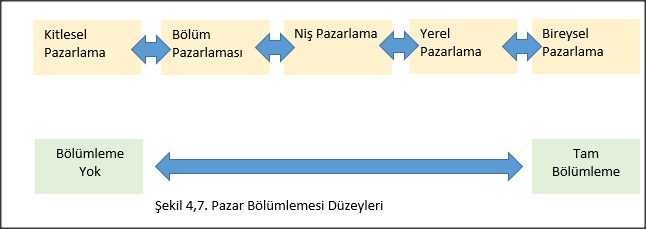 Kitlesel
Pazarlama
Bölüm
Pazarlaması
Niş Pazarlama
Yerel
Pazarlama
Bireysel
Pazarlama
Bölümleme
Yok
Tam
Bölümleme
Şekil 4,7. Pazar Bölümlemesi Düzeyleri